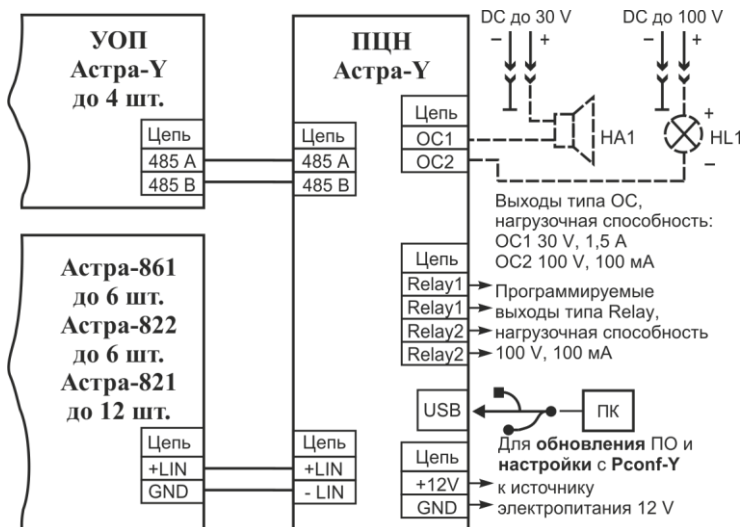 УОП
Астра-Y
до 4 шт.
Цепь
485 A
485 B
ПЦН
Астра-Y
Цепь
485 A
485 B
Цепь
OC1
OC2
DC до 30 V
– +
HA1
DC до 100 V
– +
+
HL1
–
Выходы типа ОС,
нагрузочная способность:
ОС1 30 V, 1,5 А
ОС2 100 V, 100 мА
Астра-861
до 6 шт.
Астра-822
до 6 шт.
Астра-821
до 12 шт.
Цепь
+LIN
GND
Цепь
+LIN
- LIN
Цепь
Relay1
Relay1
Relay2
Relay2
Программируемые
выходы типа Relay,
нагрузочная способность
100 V, 100 мА
USB
ПК
Для обновления ПО и
настройки с Pconf-Y
Цепь
+12V
GND
к источнику
электропитания 12 V